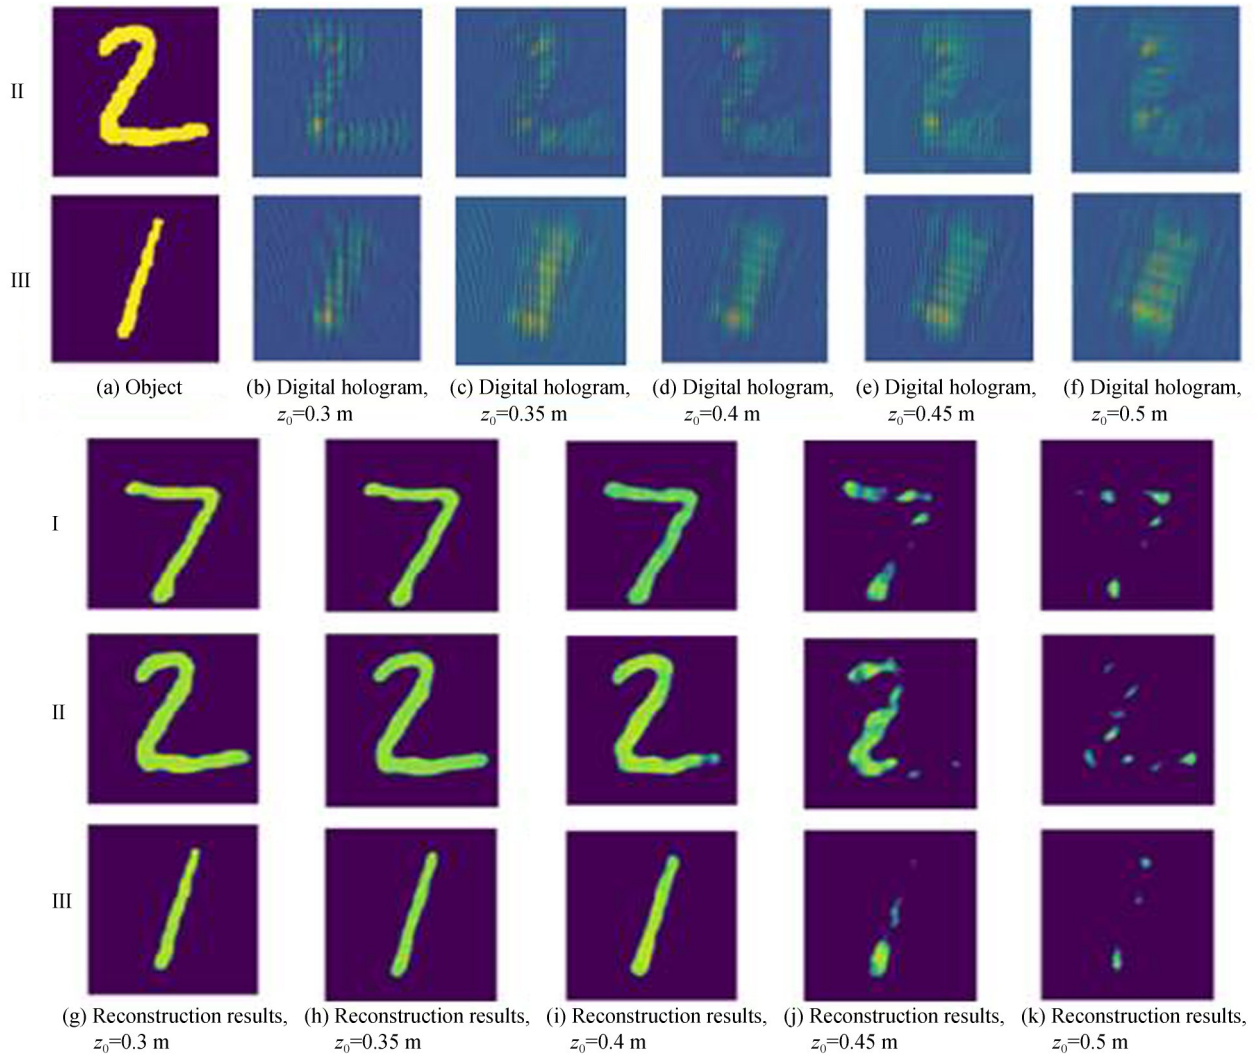 II
III
(a) Object
(b) Digital hologram,
z₀=0.3 m
(c) Digital hologram,
z₀=0.35 m
(d) Digital hologram,
z₀=0.4 m
(e) Digital hologram,
z₀=0.45 m
(f) Digital hologram,
z₀=0.5 m
I
II
III
(g) Reconstruction results,
z₀=0.3 m
(h) Reconstruction results,
z₀=0.35 m
(i) Reconstruction results,
z₀=0.4 m
(j) Reconstruction results,
z₀=0.45 m
(k) Reconstruction results,
z₀=0.5 m